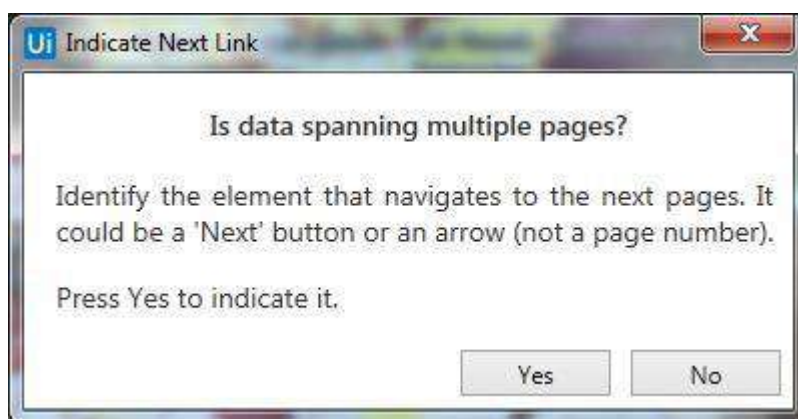 Ui Indicate Next Link
Is data spanning multiple pages?
Identify the element that navigates to the next pages. It
could be a 'Next' button or an arrow (not a page number).
Press Yes to indicate it.
Yes No